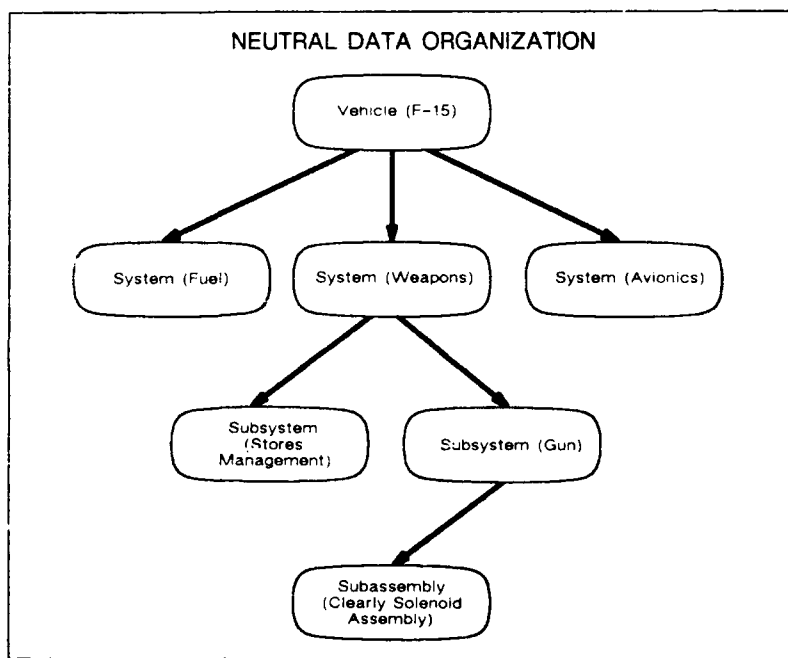 NEUTRAL DATA ORGANIZATION
Vehicle (F-15)
System (Fuel)
System (Weapons)
System (Avionics)
Subsystem
(Stores
Management)
Subsystem (Gun)
Subassembly
(Clearly Solenoid
Assembly)